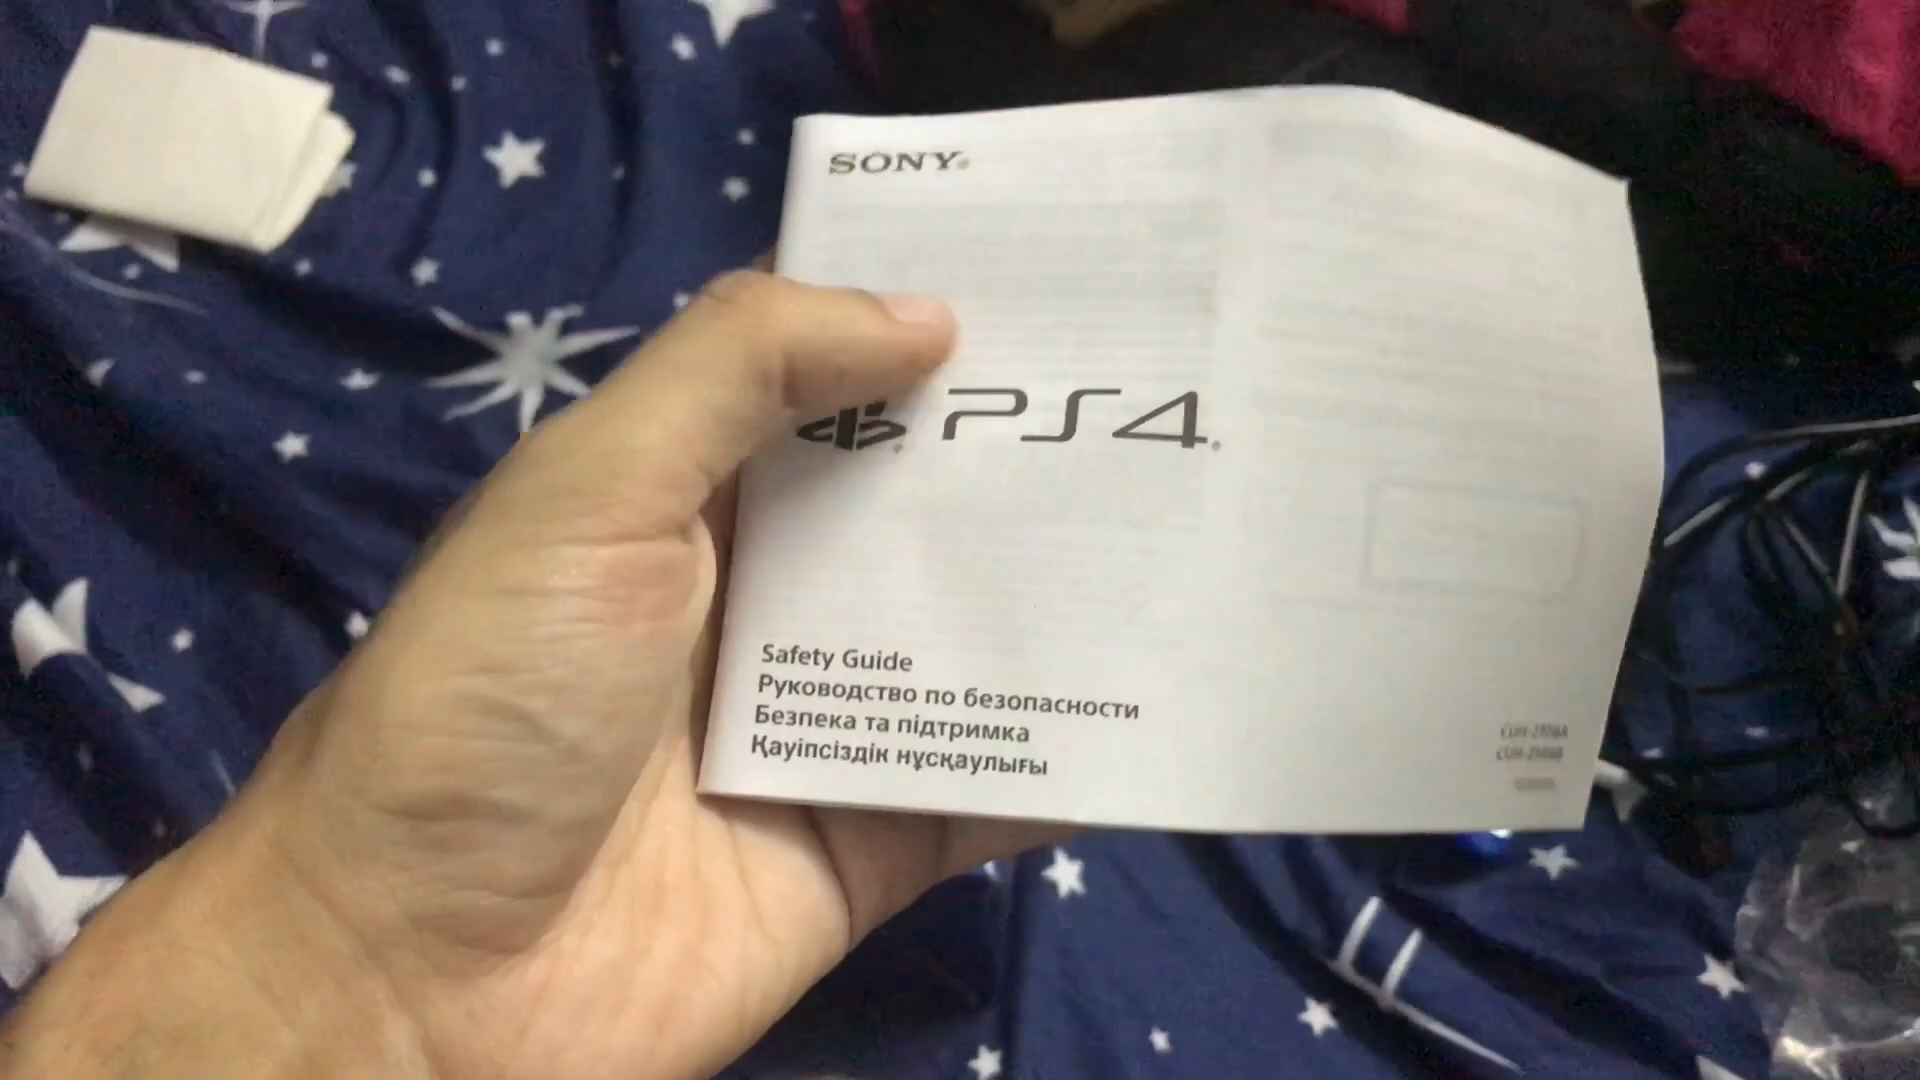 SONY
PS4
Safety Guide
Руководство по безопасности
Безпека та підтримка
Қауіпсіздік нұсқаулығы